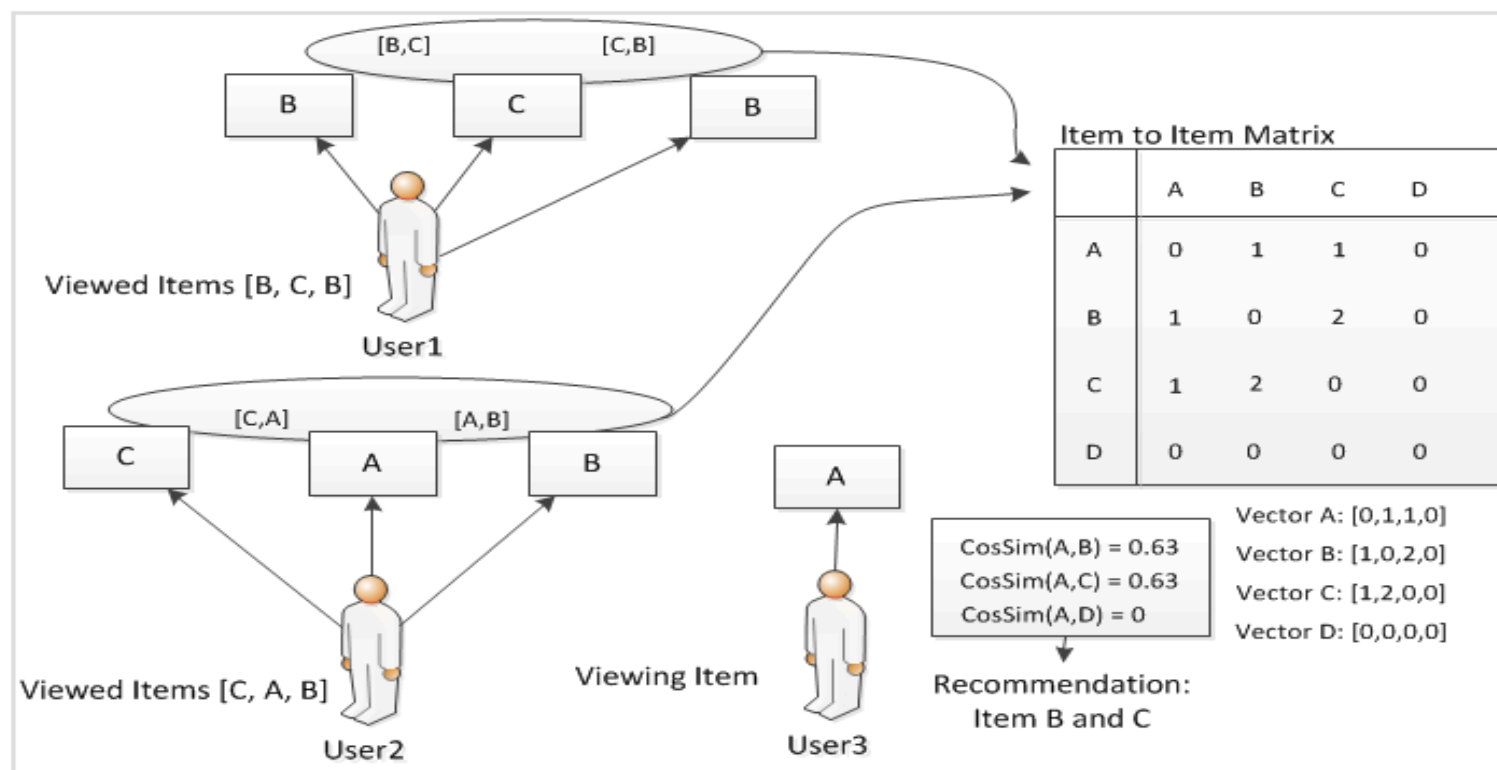 [B,C] [C,B]
B C B
Viewed Items [B, C, B]
User1
[C,A] [A,B]
C A B
Viewed Items [C, A, B]
User2
A
Viewing Item
User3
Item to Item Matrix
A B C D
A 0 1 1 0
B 1 0 2 0
C 1 2 0 0
D 0 0 0 0
CosSim(A,B) = 0.63
CosSim(A,C) = 0.63
CosSim(A,D) = 0
Vector A: [0,1,1,0]
Vector B: [1,0,2,0]
Vector C: [1,2,0,0]
Vector D: [0,0,0,0]
Recommendation:
Item B and C